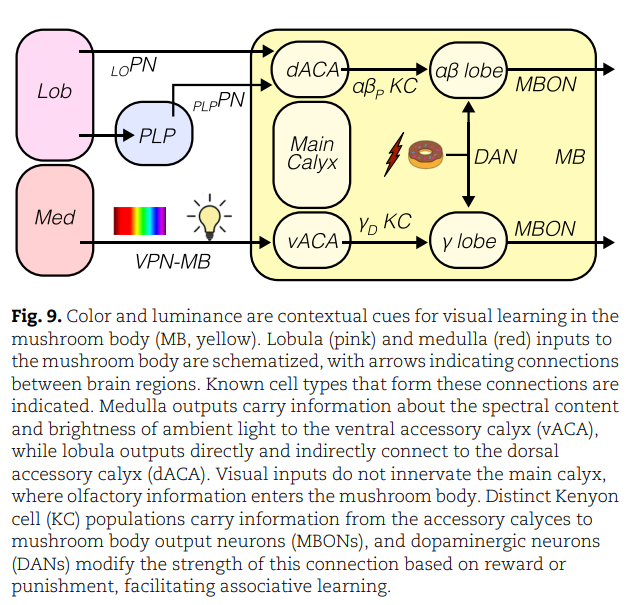 Lob
LOPN
dACA
αβP KC
αβ lobe
MBON
PLPPN
PLP
Main
Calyx
DAN
MB
Med
VPN-MB
vACA
γD KC
γ lobe
MBON
Fig. 9. Color and luminance are contextual cues for visual learning in the
mushroom body (MB, yellow). Lobula (pink) and medulla (red) inputs to
the mushroom body are schematized, with arrows indicating connections
between brain regions. Known cell types that form these connections are
indicated. Medulla outputs carry information about the spectral content
and brightness of ambient light to the ventral accessory calyx (vACA),
while lobula outputs directly and indirectly connect to the dorsal
accessory calyx (dACA). Visual inputs do not innervate the main calyx,
where olfactory information enters the mushroom body. Distinct Kenyon
cell (KC) populations carry information from the accessory calyces to
mushroom body output neurons (MBONs), and dopaminergic neurons
(DANs) modify the strength of this connection based on reward or
punishment, facilitating associative learning.